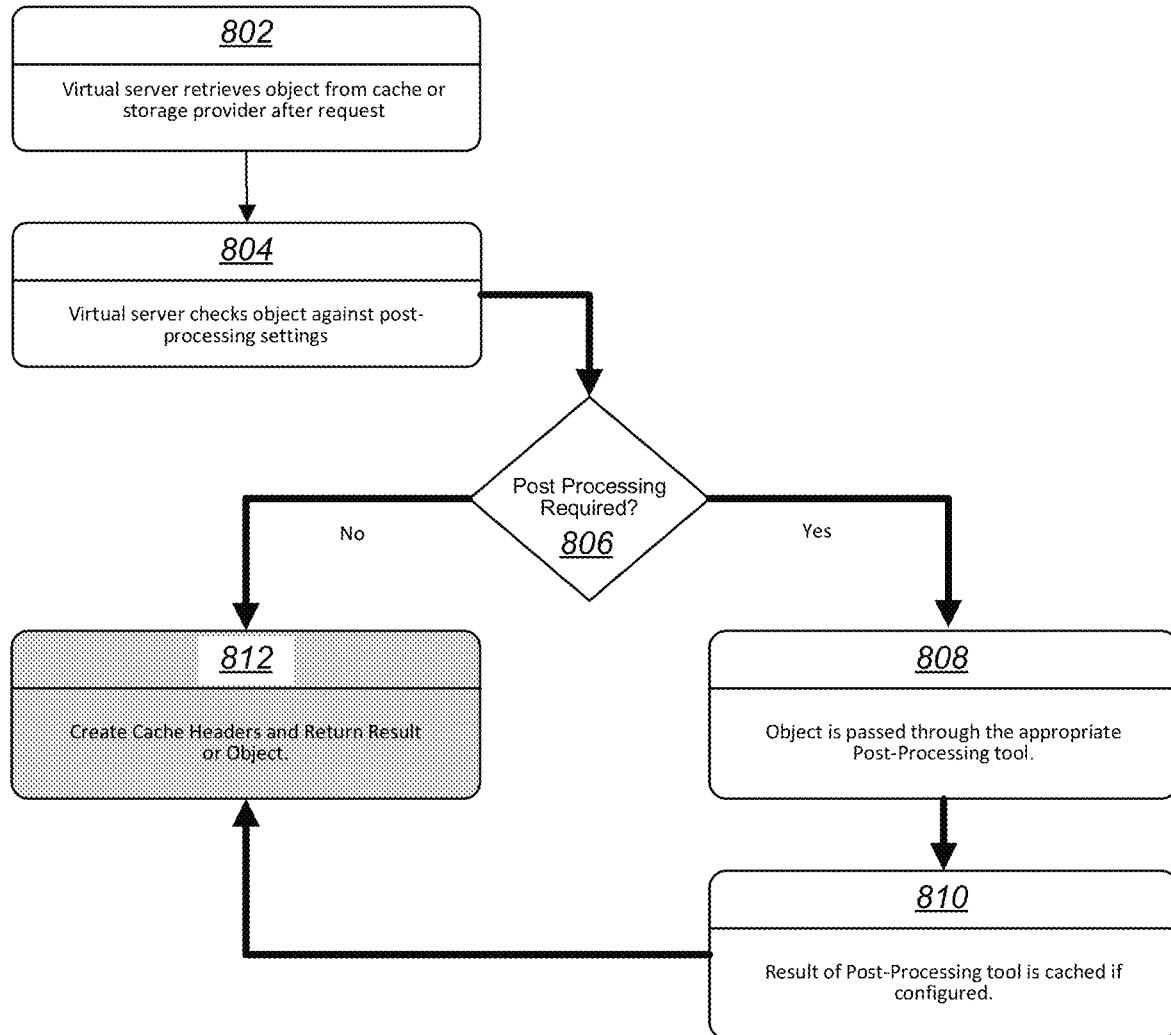 802
Virtual server retrieves object from cache or
storage provider after request
804
Virtual server checks object against post-
processing settings
Post Processing
Required?
806
No
Yes
812
Create Cache Headers and Return Result
or Object.
808
Object is passed through the appropriate
Post-Processing tool.
810
Result of Post-Processing tool is cached if
configured.